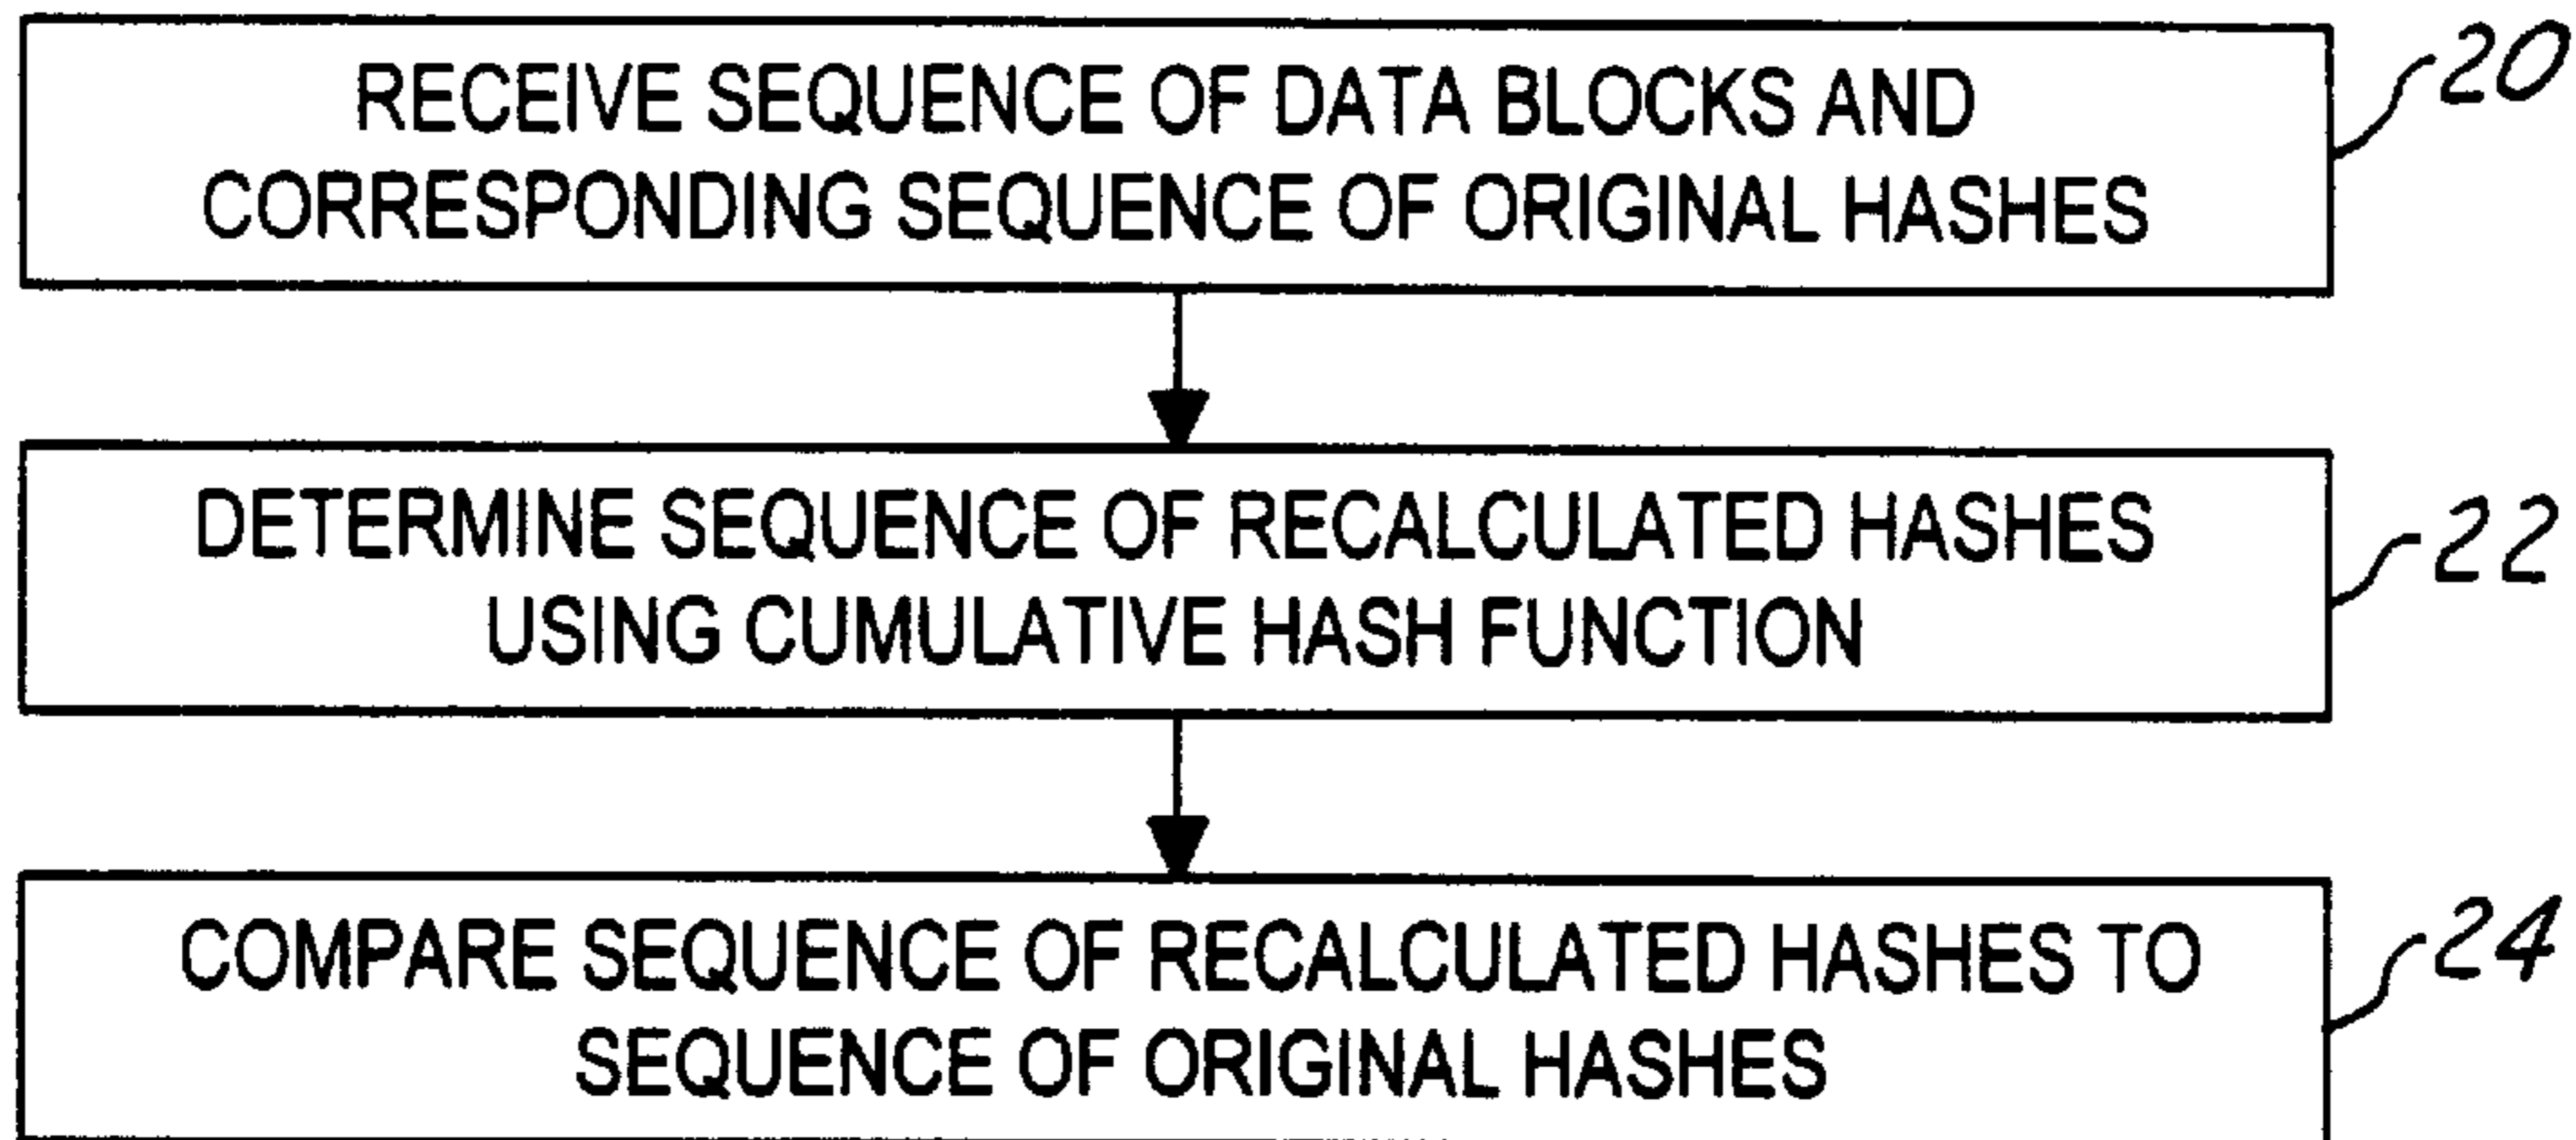 RECEIVE SEQUENCE OF DATA BLOCKS AND
CORRESPONDING SEQUENCE OF ORIGINAL HASHES
20
DETERMINE SEQUENCE OF RECALCULATED HASHES
USING CUMULATIVE HASH FUNCTION
22
COMPARE SEQUENCE OF RECALCULATED HASHES TO
SEQUENCE OF ORIGINAL HASHES
24